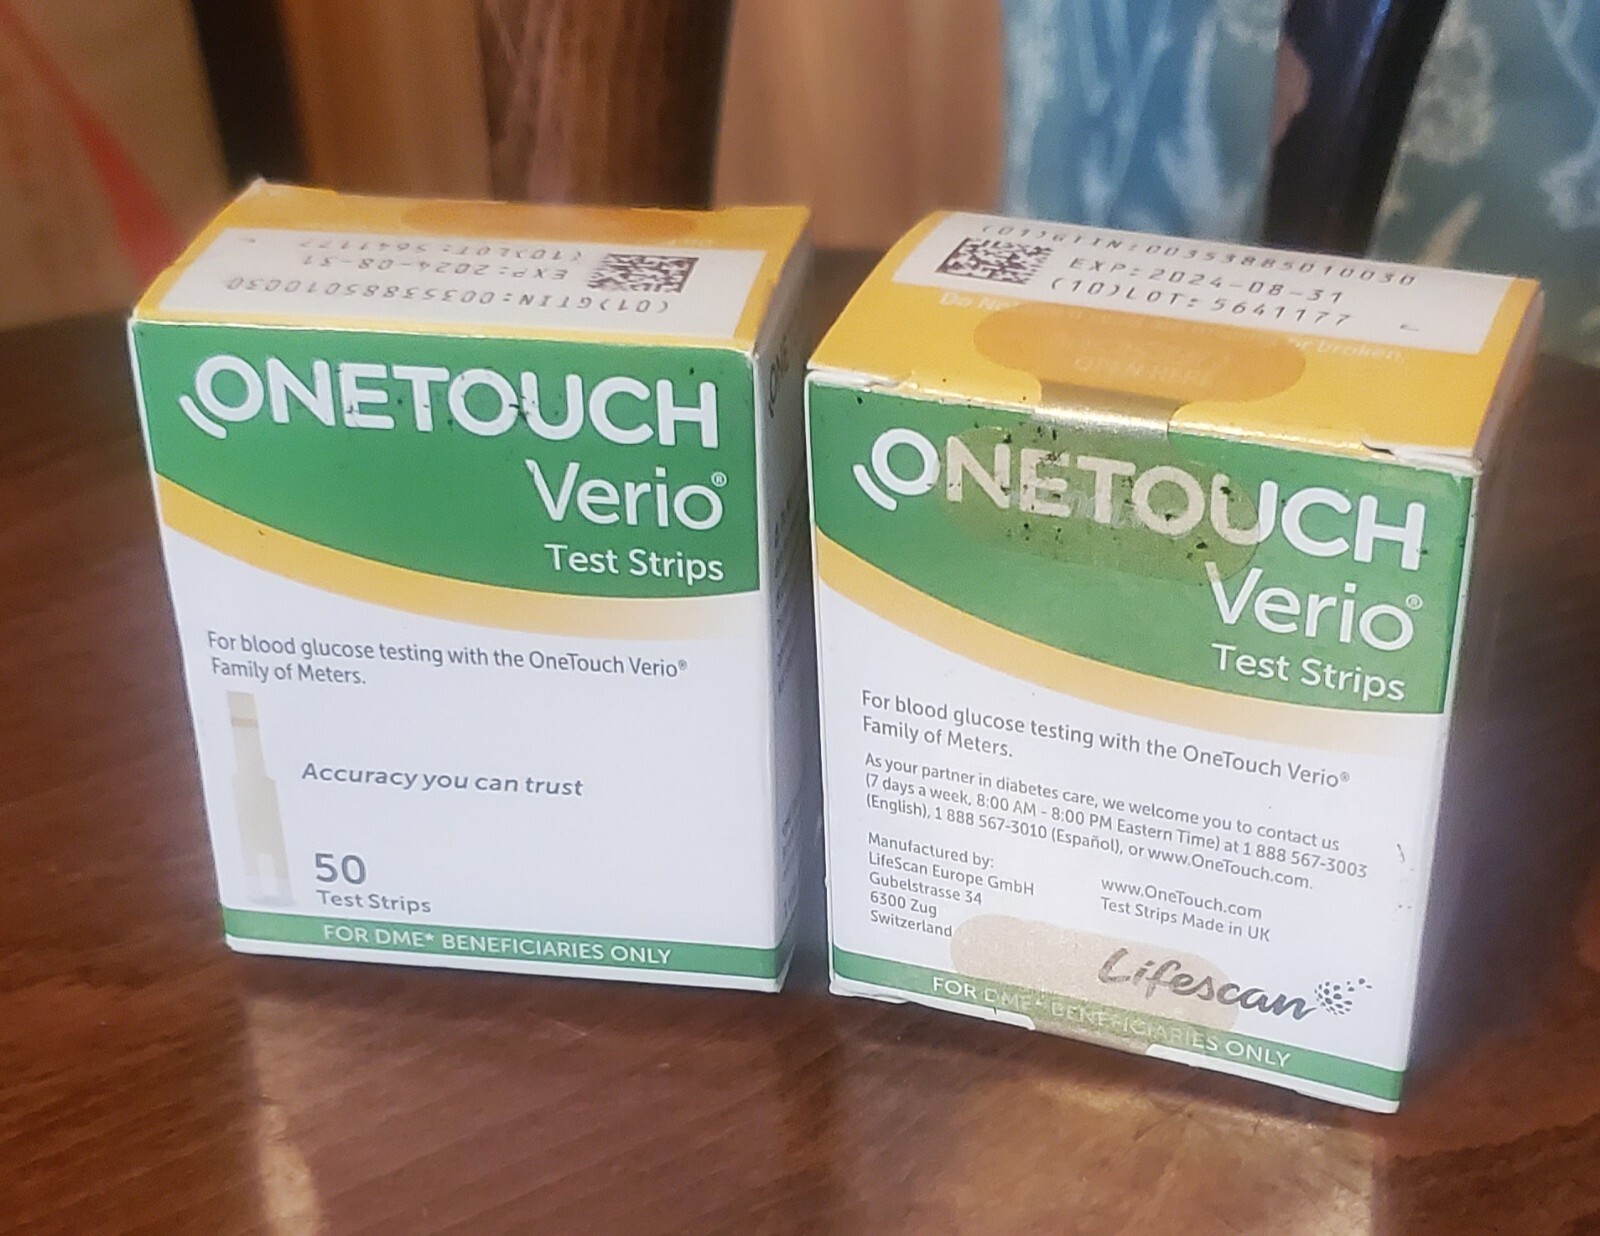 (01)GTIN:00353885010030
EXP:2024-08-31
(10)LOT:5641177
ONETOUCH
Verio®
Test Strips
For blood glucose testing with the OneTouch Verio®
Family of Meters.
Accuracy you can trust
50
Test Strips
FOR DME* BENEFICIARIES ONLY
(01)GTIN:00353885010030
EXP:2024-08-31
(10)LOT:5641177
Do
or broken.
OPEN HERE
ONETOUCH
Verio®
Test Strips
For blood glucose testing with the OneTouch Verio®
Family of Meters.
As your partner in diabetes care, we welcome you to contact us
(7 days a week, 8:00 AM - 8:00 PM Eastern Time) at 1 888 567-3003
(English), 1 888 567-3010 (Español), or www.OneTouch.com.
Manufactured by:
LifeScan Europe GmbH
Gubelstrasse 34
6300 Zug
Switzerland
www.OneTouch.com
Test Strips Made in UK
Lifescan
FOR DME* BENEFICIARIES ONLY